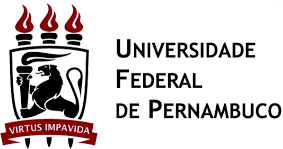 UNIVERSIDADE
FEDERAL
DE PERNAMBUCO
VIRTUS IMPAVIDA